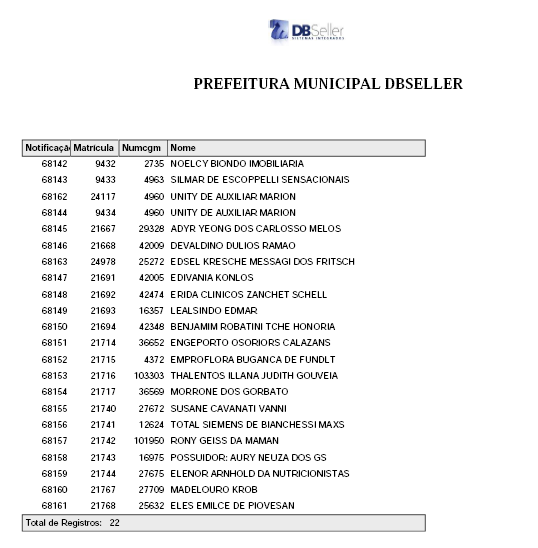 DBSeller
SISTEMAS INTEGRADOS
PREFEITURA MUNICIPAL DBSELLER
Notificaçã Matrícula Numcgm Nome
68142 9432 2735 NOELCY BIONDO IMOBILIARIA
68143 9433 4963 SILMAR DE ESCOPPELLI SENSACIONAIS
68162 24117 4960 UNITY DE AUXILIAR MARION
68144 9434 4960 UNITY DE AUXILIAR MARION
68145 21667 29328 ADYR YEONG DOS CARLOSSO MELOS
68146 21668 42009 DEVALDINO DULIOS RAMAO
68163 24978 25272 EDSEL KRESCHE MESSAGI DOS FRITSCH
68147 21691 42005 EDIVANIA KONLOS
68148 21692 42474 ERIDA CLINICOS ZANCHET SCHELL
68149 21693 16357 LEALSINDO EDMAR
68150 21694 42348 BENJAMIM ROBATINI TCHE HONORIA
68151 21714 36652 ENGEPORTO OSORIORS CALAZANS
68152 21715 4372 EMPROFLORA BUGANCA DE FUNDLT
68153 21716 103303 THALENTOS ILLANA JUDITH GOUVEIA
68154 21717 36569 MORRONE DOS GORBATO
68155 21740 27672 SUSANE CAVANATI VANNI
68156 21741 12624 TOTAL SIEMENS DE BIANCHESSI MAXS
68157 21742 101950 RONY GEISS DA MAMAN
68158 21743 16975 POSSUIDOR: AURY NEUZA DOS GS
68159 21744 27675 ELENOR ARNHOLD DA NUTRICIONISTAS
68160 21767 27709 MADELOURO KROB
68161 21768 25632 ELES EMILCE DE PIOVESAN
Total de Registros: 22